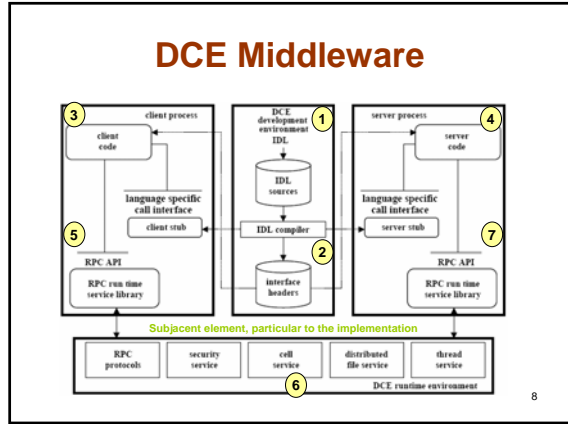 DCE Middleware
3
client process
client
code
language specific
call interface
client stub
5
RPC API
RPC run time
service library
DCE
development
environment
1
IDL
IDL
sources
IDL compiler
2
interface
headers
server process
4
server
code
language specific
call interface
server stub
7
RPC API
RPC run time
service library
Subjacent element, particular to the implementation
RPC
protocols
security
service
cell
service
distributed
file service
thread
service
6
DCE runtime environment
8